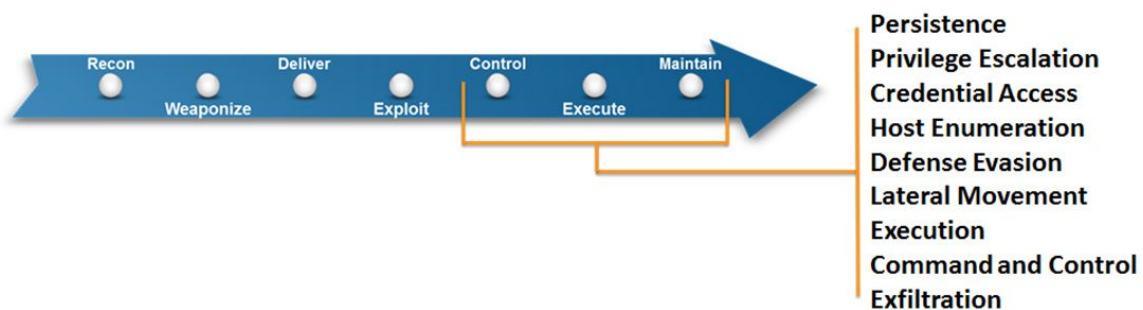 Recon
Weaponize
Deliver
Exploit
Control
Execute
Maintain
Persistence
Privilege Escalation
Credential Access
Host Enumeration
Defense Evasion
Lateral Movement
Execution
Command and Control
Exfiltration